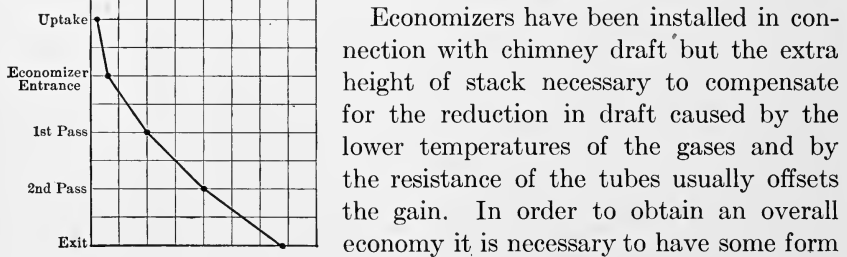 Uptake
Economizer
Entrance
1st Pass
2nd Pass
Exit
Economizers have been installed in con-
nection with chimney draft but the extra
height of stack necessary to compensate
for the reduction in draft caused by the
lower temperatures of the gases and by
the resistance of the tubes usually offsets
the gain. In order to obtain an overall
economy it is necessary to have some form